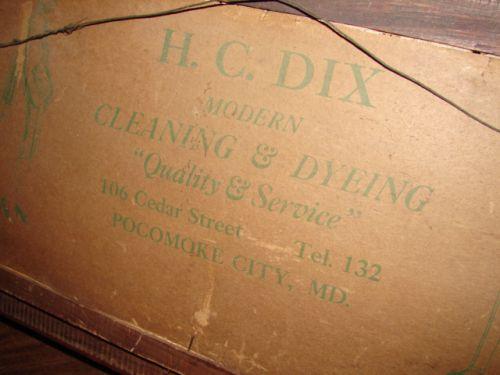 H. C. DIX
MODERN
CLEANING & DYEING
"Quality & Service"
106 Cedar Street Tel. 132
POCOMOKE CITY, MD.